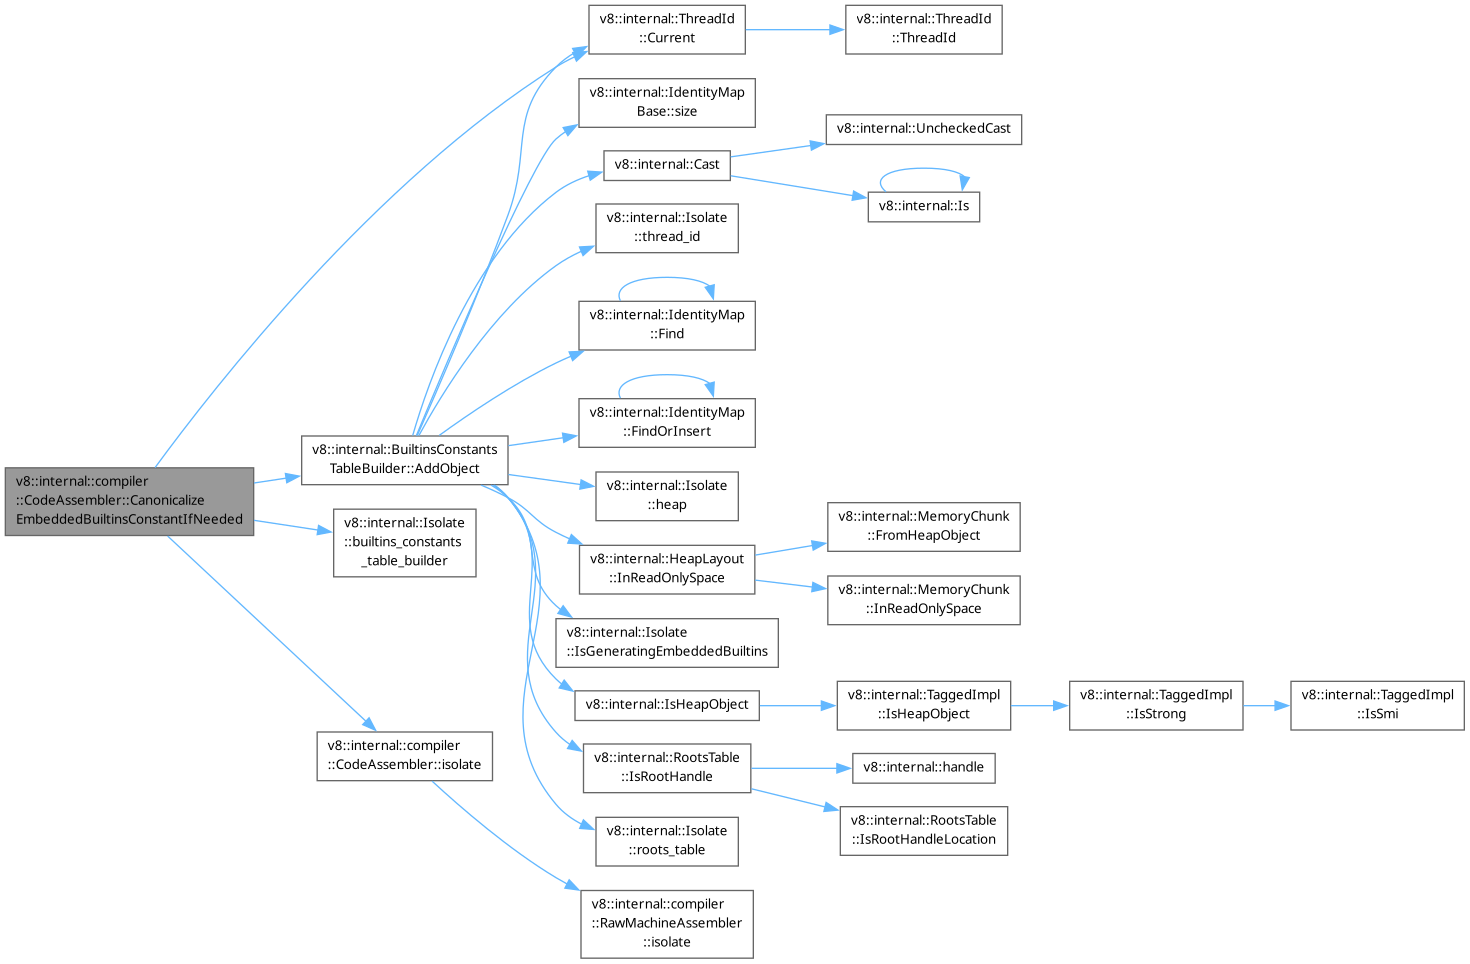 v8::internal::compiler
::CodeAssembler::Canonicalize
EmbeddedBuiltinsConstantIfNeeded
v8::internal::BuiltinsConstants
TableBuilder::AddObject
v8::internal::Isolate
::builtins_constants
_table_builder
v8::internal::compiler
::CodeAssembler::isolate
v8::internal::ThreadId
::Current
v8::internal::IdentityMap
Base::size
v8::internal::Cast
v8::internal::Isolate
::thread_id
v8::internal::IdentityMap
::Find
v8::internal::IdentityMap
::FindOrInsert
v8::internal::Isolate
::heap
v8::internal::HeapLayout
::InReadOnlySpace
v8::internal::Isolate
::IsGeneratingEmbeddedBuiltins
v8::internal::IsHeapObject
v8::internal::RootsTable
::IsRootHandle
v8::internal::Isolate
::roots_table
v8::internal::compiler
::RawMachineAssembler
::isolate
v8::internal::ThreadId
::ThreadId
v8::internal::UncheckedCast
v8::internal::Is
v8::internal::MemoryChunk
::FromHeapObject
v8::internal::MemoryChunk
::InReadOnlySpace
v8::internal::TaggedImpl
::IsHeapObject
v8::internal::handle
v8::internal::RootsTable
::IsRootHandleLocation
v8::internal::TaggedImpl
::IsStrong
v8::internal::TaggedImpl
::IsSmi